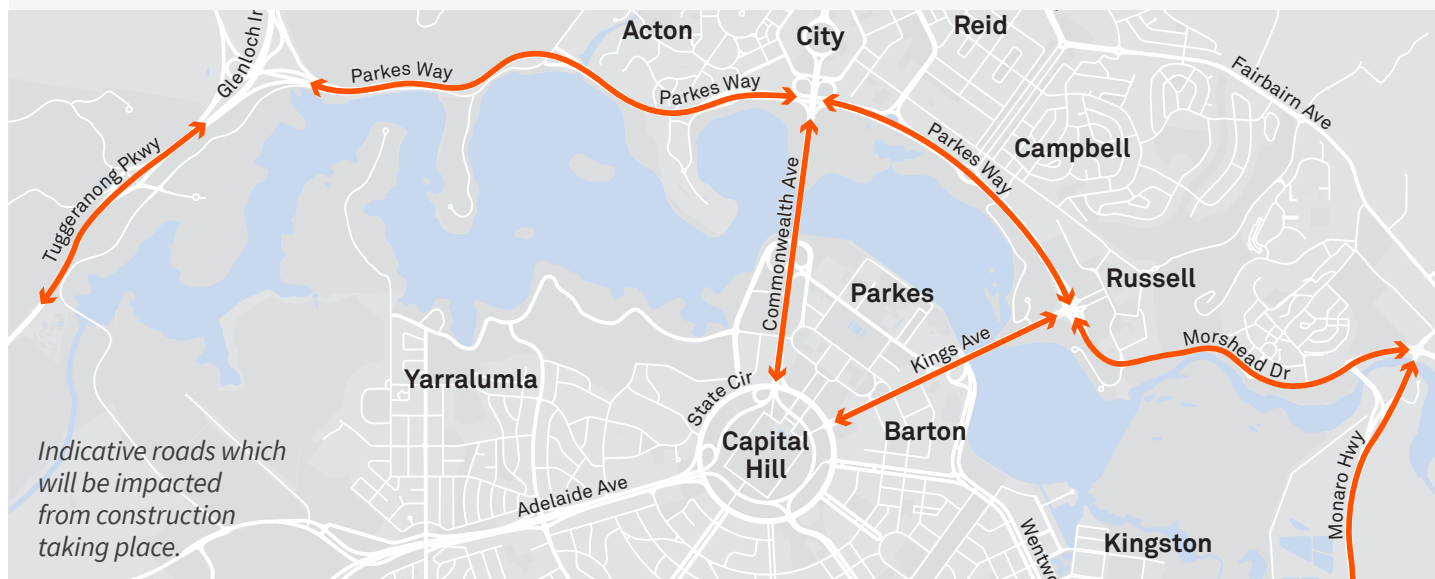 Acton
City
Reid
Glenloch In
Parkes Way
Parkes Way
Fairbairn Ave
Parkes Way
Campbell
Tuggeranong Pkwy
Commonwealth Ave
Parkes
Russell
Kings Ave
Morshead Dr
Yarralumla
State Cir
Capital
Hill
Barton
Indicative roads which
will be impacted
from construction
taking place.
Adelaide Ave
Monaro Hwy
Wentwo
Kingston